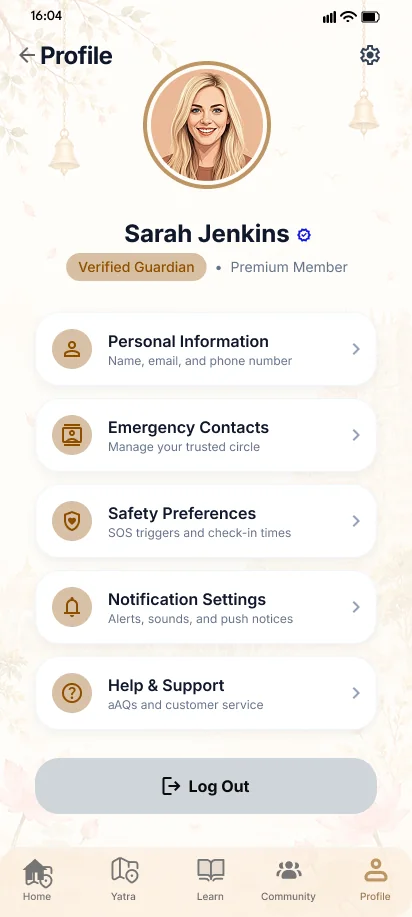 16:04
Profile
Sarah Jenkins
Verified Guardian • Premium Member
Personal Information
Name, email, and phone number
Emergency Contacts
Manage your trusted circle
Safety Preferences
SOS triggers and check-in times
Notification Settings
Alerts, sounds, and push notices
Help & Support
aAQs and customer service
Log Out
Home Yatra Learn Community Profile